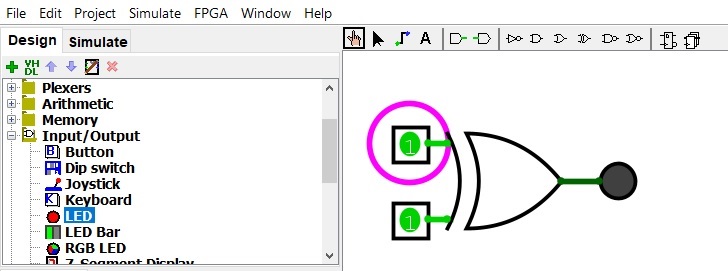 File Edit Project Simulate FPGA Window Help
Design Simulate
A
VH
DL
Plexers
Arithmetic
Memory
Input/Output
Button
Dip switch
Joystick
Keyboard
LED
LED Bar
RGB LED
7-Segment Display
1
1